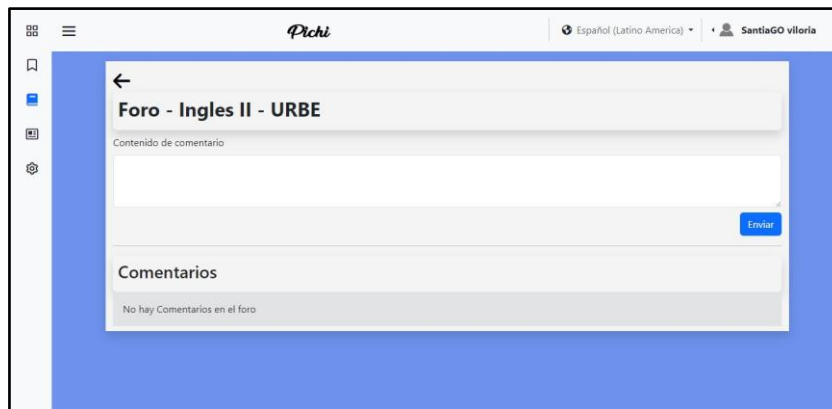 Pichi
Español (Latino America)
SantiaGO viloria
Foro - Ingles II - URBE
Contenido de comentario
Enviar
Comentarios
No hay Comentarios en el foro